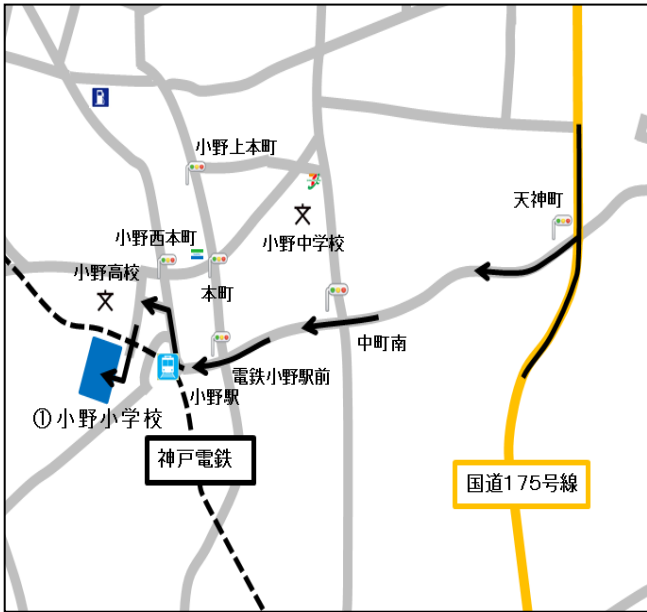 小野上本町
天神町
小野西本町
小野中学校
小野高校
本町
中町南
電鉄小野駅前
小野駅
①小野小学校
神戸電鉄
国道175号線